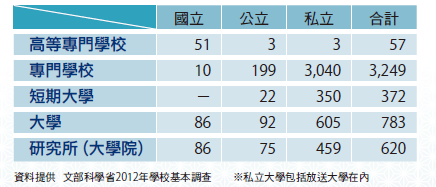 國立 公立 私立 合計
高等專門學校 51 3 3 57
專門學校 10 199 3,040 3,249
短期大學 － 22 350 372
大學 86 92 605 783
研究所（大學院） 86 75 459 620
資料提供 文部科學省2012年學校基本調查 ※私立大學包括放送大學在內